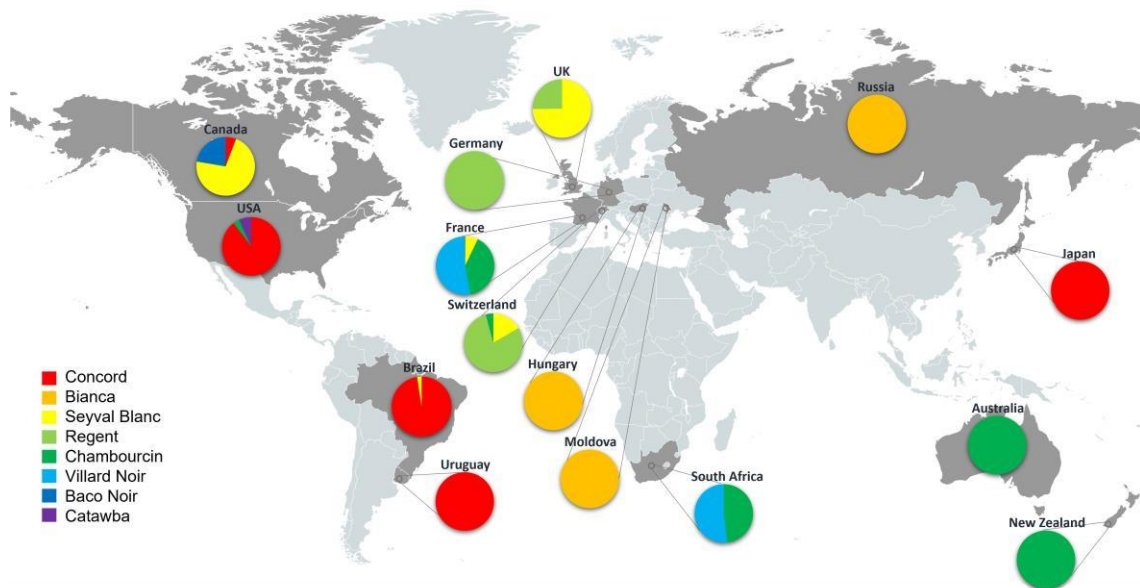 UK
Russia
Canada
Germany
USA
France
Japan
Switzerland
Hungary
Brazil
Concord
Bianca
Seyval Blanc
Regent
Chambourcin
Villard Noir
Baco Noir
Catawba
Australia
Moldova
Uruguay
South Africa
New Zealand